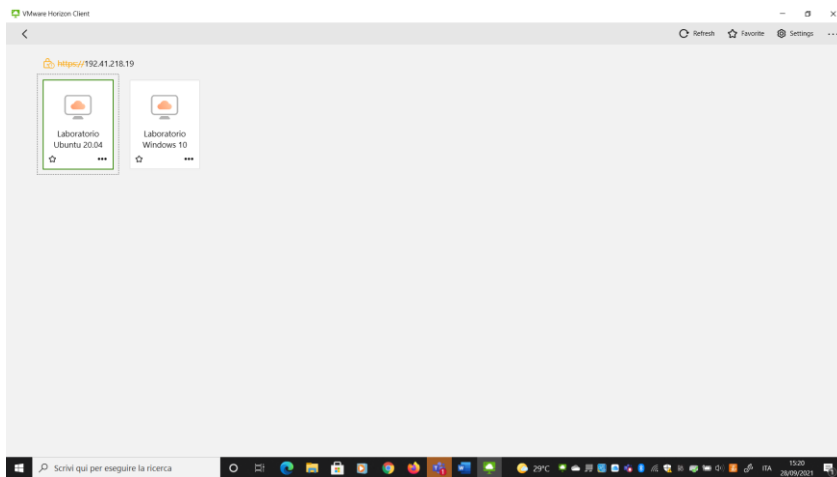 VMware Horizon Client
Refresh Favorite Settings
https://192.41.218.19
Laboratorio
Ubuntu 20.04
Laboratorio
Windows 10
Scrivi qui per eseguire la ricerca
29°C
ITA
15:20
28/09/2021